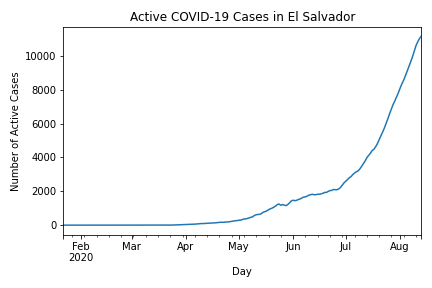 Active COVID-19 Cases in El Salvador
Number of Active Cases
10000
8000
6000
4000
2000
0
Feb
2020
Mar
Apr
May
Jun
Jul
Aug
Day